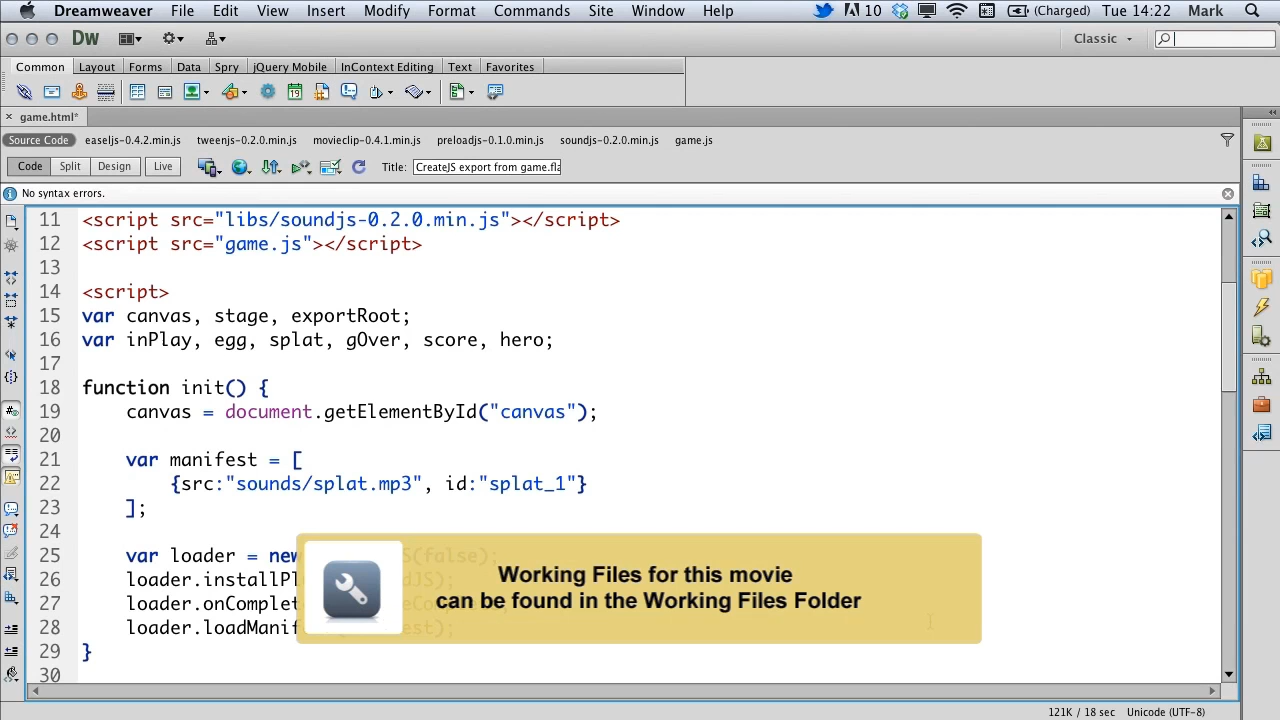 Dreamweaver File Edit View Insert Modify Format Commands Site Window Help 10 (Charged) Tue 14:22 Mark
Dw Classic
Common Layout Forms Data Spry jQuery Mobile InContext Editing Text Favorites
game.html*
Source Code easeljs-0.4.2.min.js tweenjs-0.2.0.min.js movieclip-0.4.1.min.js preloadjs-0.1.0.min.js soundjs-0.2.0.min.js game.js
Code Split Design Live Title: CreateJS export from game.fla
No syntax errors.
11 <script src="libs/soundjs-0.2.0.min.js"></script>
12 <script src="game.js"></script>
13
14 <script>
15 var canvas, stage, exportRoot;
16 var inPlay, egg, splat, gOver, score, hero;
17
18 function init() {
19 canvas = document.getElementById("canvas");
20
21 var manifest = [
22 {src:"sounds/splat.mp3", id:"splat_1"}
23 ];
24
25 var loader = new (false);
26 loader.installPl
27 loader.onComplet
28 loader.loadManif
29 }
30
Working Files for this movie
can be found in the Working Files Folder
121K / 18 sec Unicode (UTF-8)